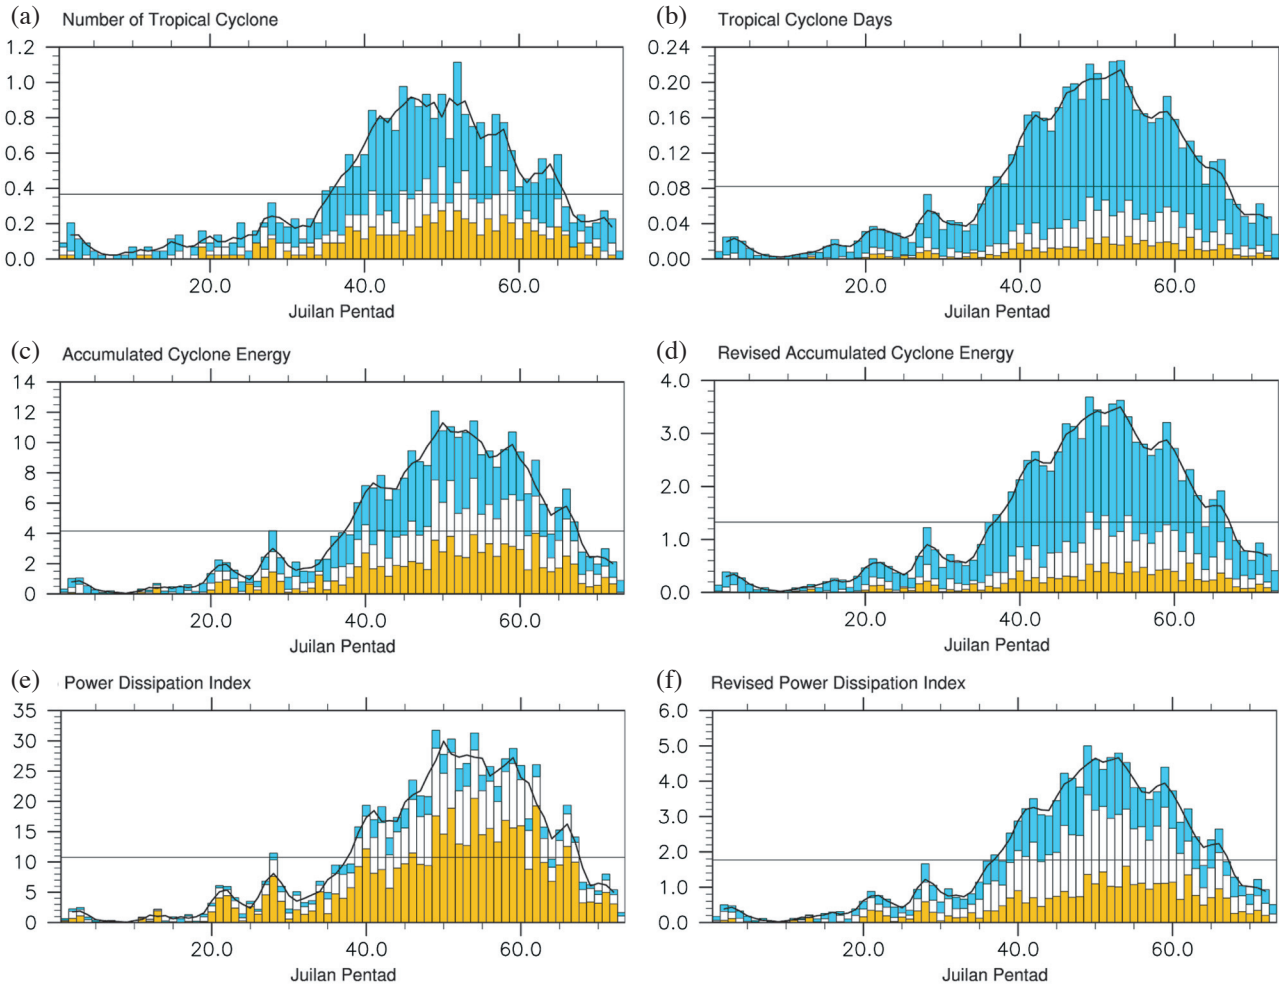 (a) Number of Tropical Cyclone
1.2
1.0
0.8
0.6
0.4
0.2
0.0
20.0 40.0 60.0
Juilan Pentad
(b) Tropical Cyclone Days
0.24
0.20
0.16
0.12
0.08
0.04
0.00
20.0 40.0 60.0
Juilan Pentad
(c) Accumulated Cyclone Energy
14
12
10
8
6
4
2
0
20.0 40.0 60.0
Juilan Pentad
(d) Revised Accumulated Cyclone Energy
4.0
3.0
2.0
1.0
0.0
20.0 40.0 60.0
Juilan Pentad
(e) Power Dissipation Index
35
30
25
20
15
10
5
0
20.0 40.0 60.0
Juilan Pentad
(f) Revised Power Dissipation Index
6.0
5.0
4.0
3.0
2.0
1.0
0.0
20.0 40.0 60.0
Juilan Pentad